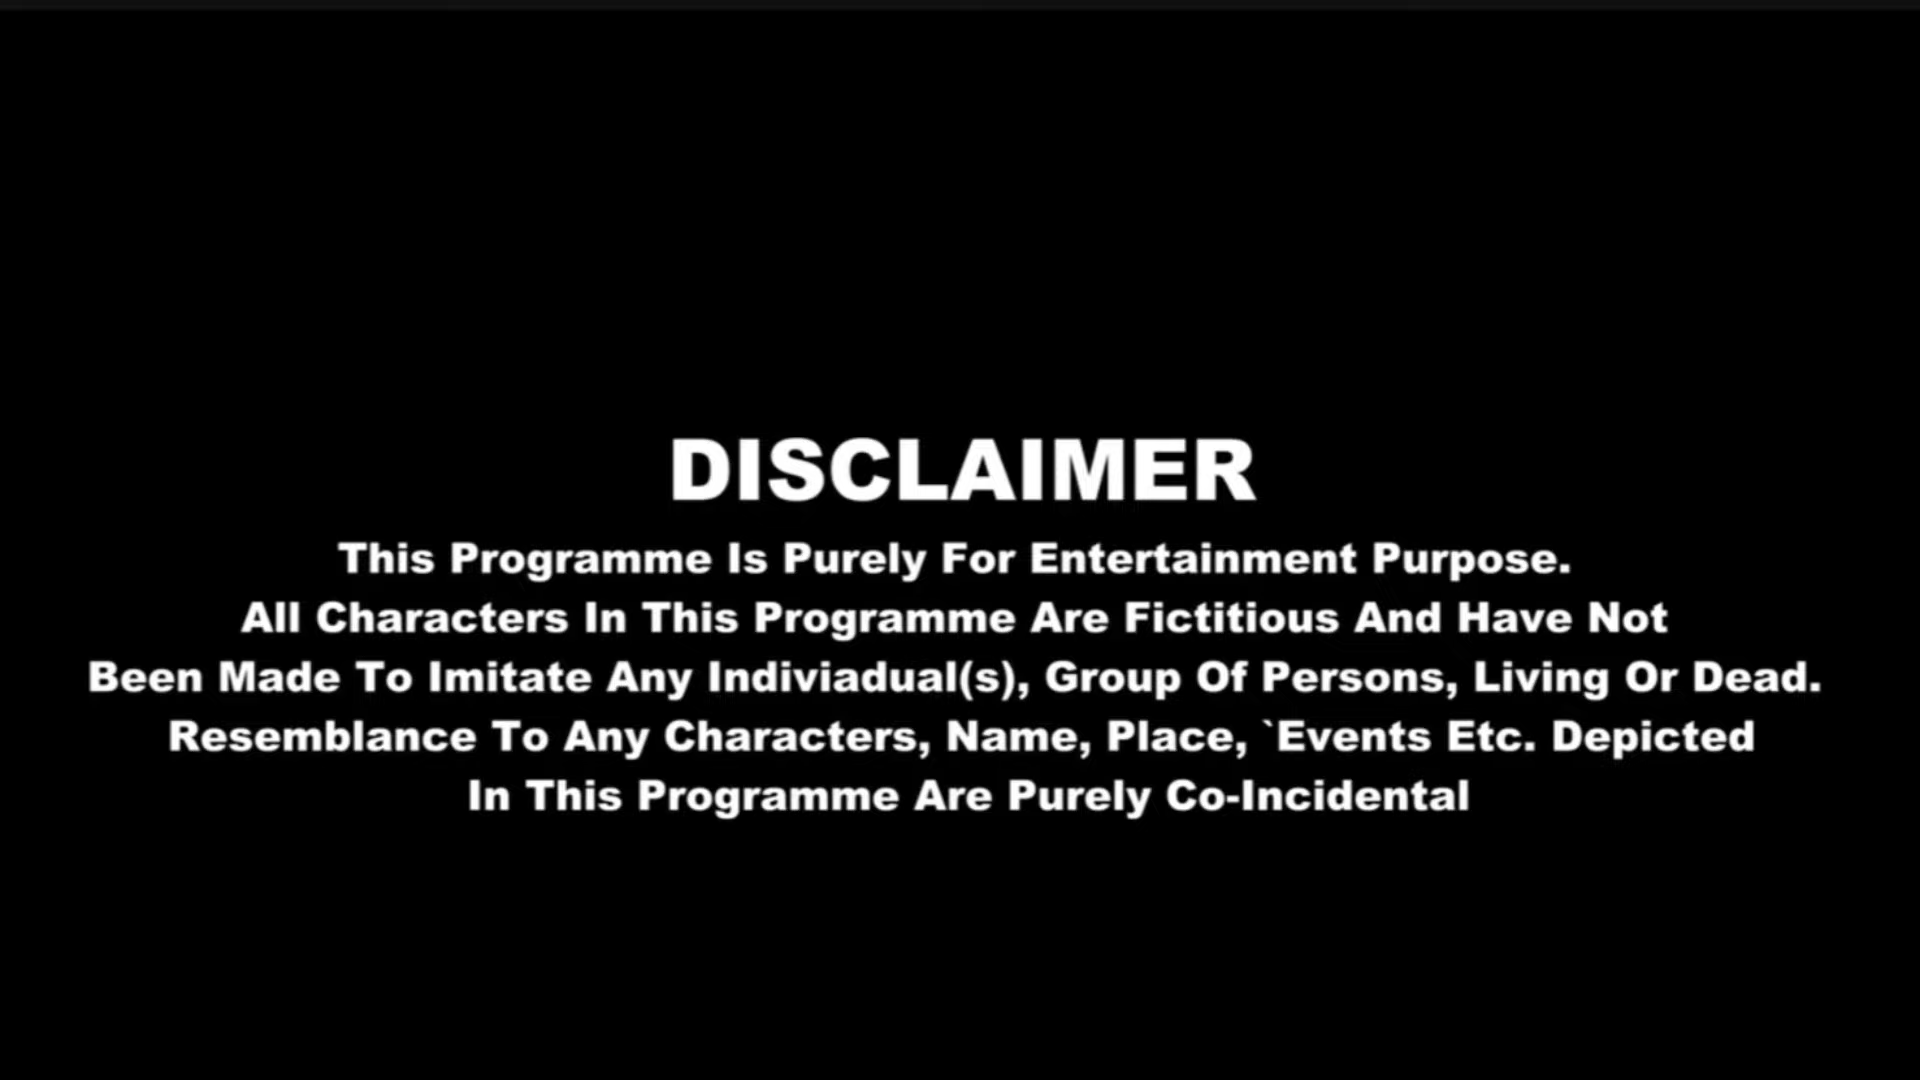 DISCLAIMER
This Programme Is Purely For Entertainment Purpose.
All Characters In This Programme Are Fictitious And Have Not
Been Made To Imitate Any Indiviadual(s), Group Of Persons, Living Or Dead.
Resemblance To Any Characters, Name, Place, `Events Etc. Depicted
In This Programme Are Purely Co-Incidental